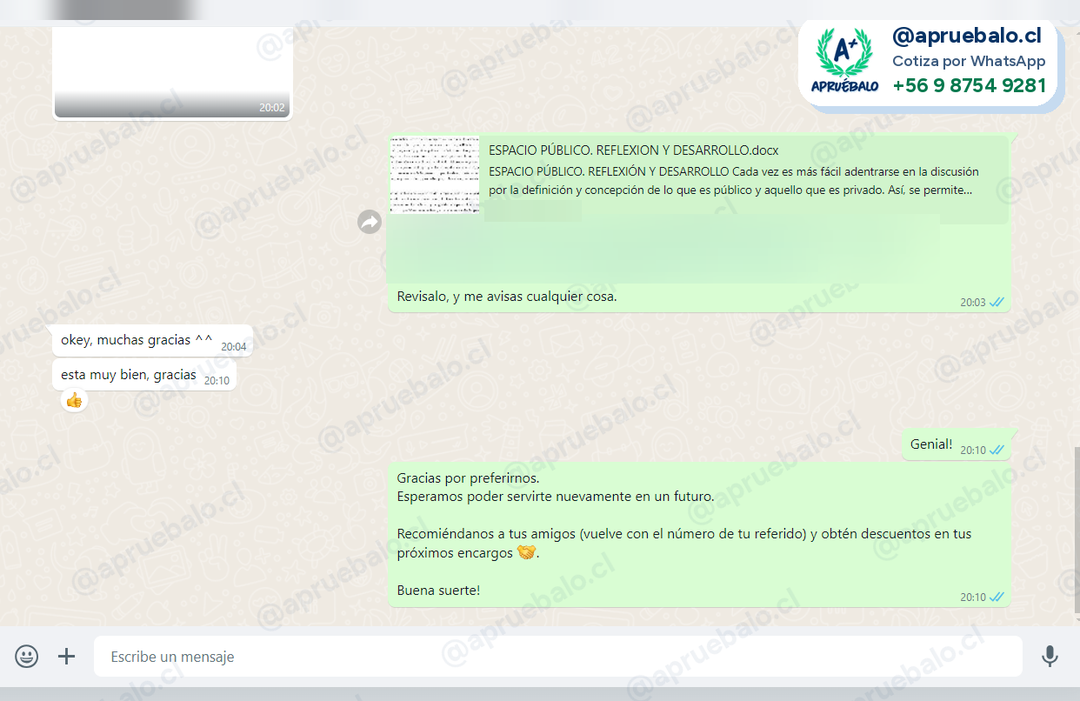 @apruebalo.cl
Cotiza por WhatsApp
+56 9 8754 9281
A+
APRUÉBALO
20:02
ESPACIO PÚBLICO. REFLEXION Y DESARROLLO.docx
ESPACIO PÚBLICO. REFLEXIÓN Y DESARROLLO Cada vez es más fácil adentrarse en la discusión
por la definición y concepción de lo que es público y aquello que es privado. Así, se permite...
Revisalo, y me avisas cualquier cosa.
20:03
okey, muchas gracias ^^
20:04
esta muy bien, gracias
20:10
Genial!
20:10
Gracias por preferirnos.
Esperamos poder servirte nuevamente en un futuro.
Recomiéndanos a tus amigos (vuelve con el número de tu referido) y obtén descuentos en tus
próximos encargos 🤝.
Buena suerte!
20:10
Escribe un mensaje
@apruebalo.cl